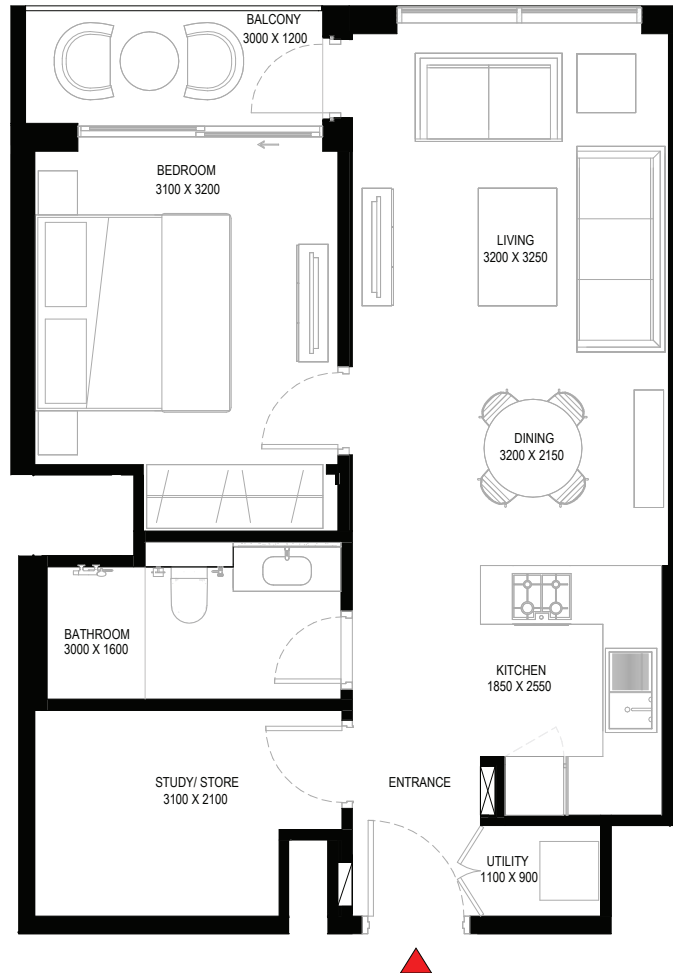 BALCONY
3000 X 1200
BEDROOM
3100 X 3200
LIVING
3200 X 3250
DINING
3200 X 2150
BATHROOM
3000 X 1600
KITCHEN
1850 X 2550
STUDY/ STORE
3100 X 2100
ENTRANCE
UTILITY
1100 X 900